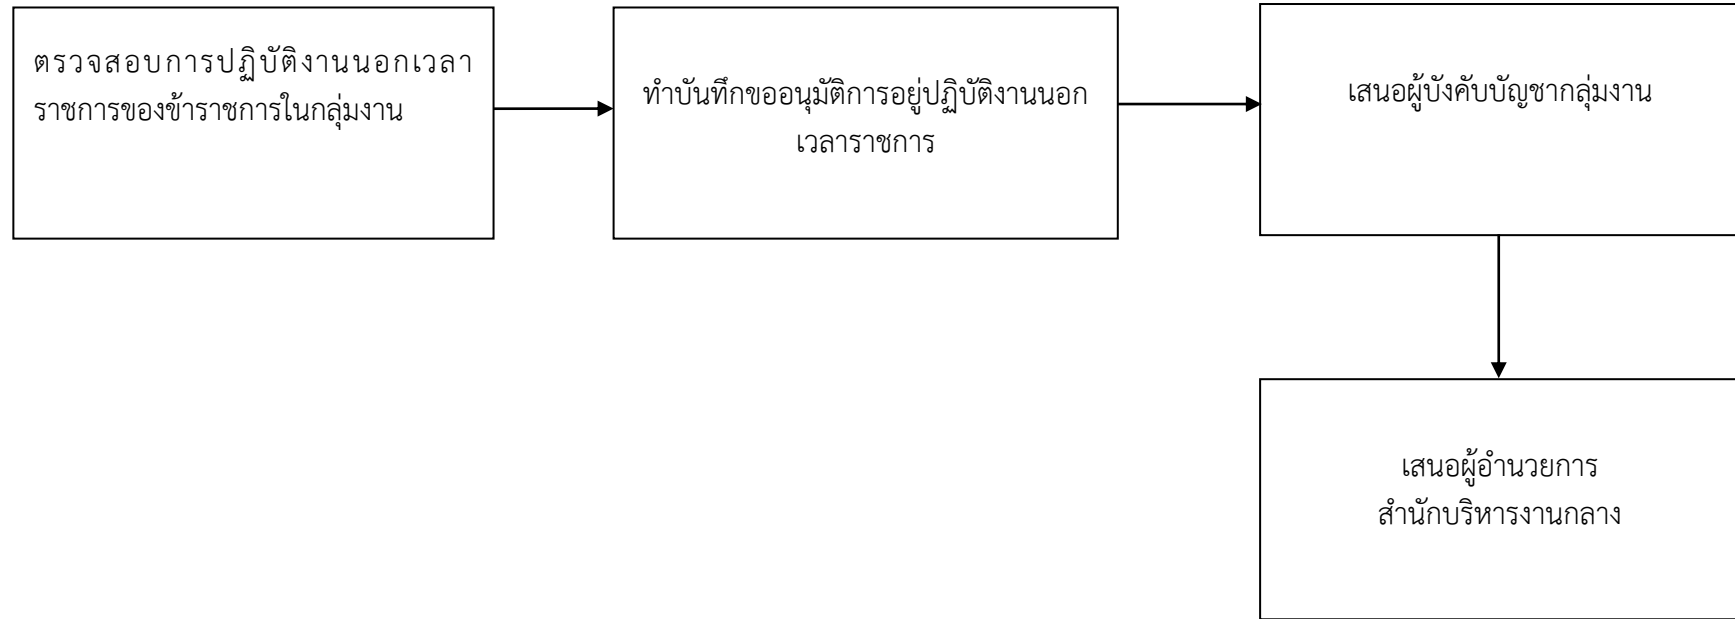 ตรวจสอบการปฏิบัติงานนอกเวลา
ราชการของข้าราชการในกลุ่มงาน
ทำบันทึกขออนุมัติการอยู่ปฏิบัติงานนอก
เวลาราชการ
เสนอผู้บังคับบัญชากลุ่มงาน
เสนอผู้อำนวยการ
สำนักบริหารงานกลาง